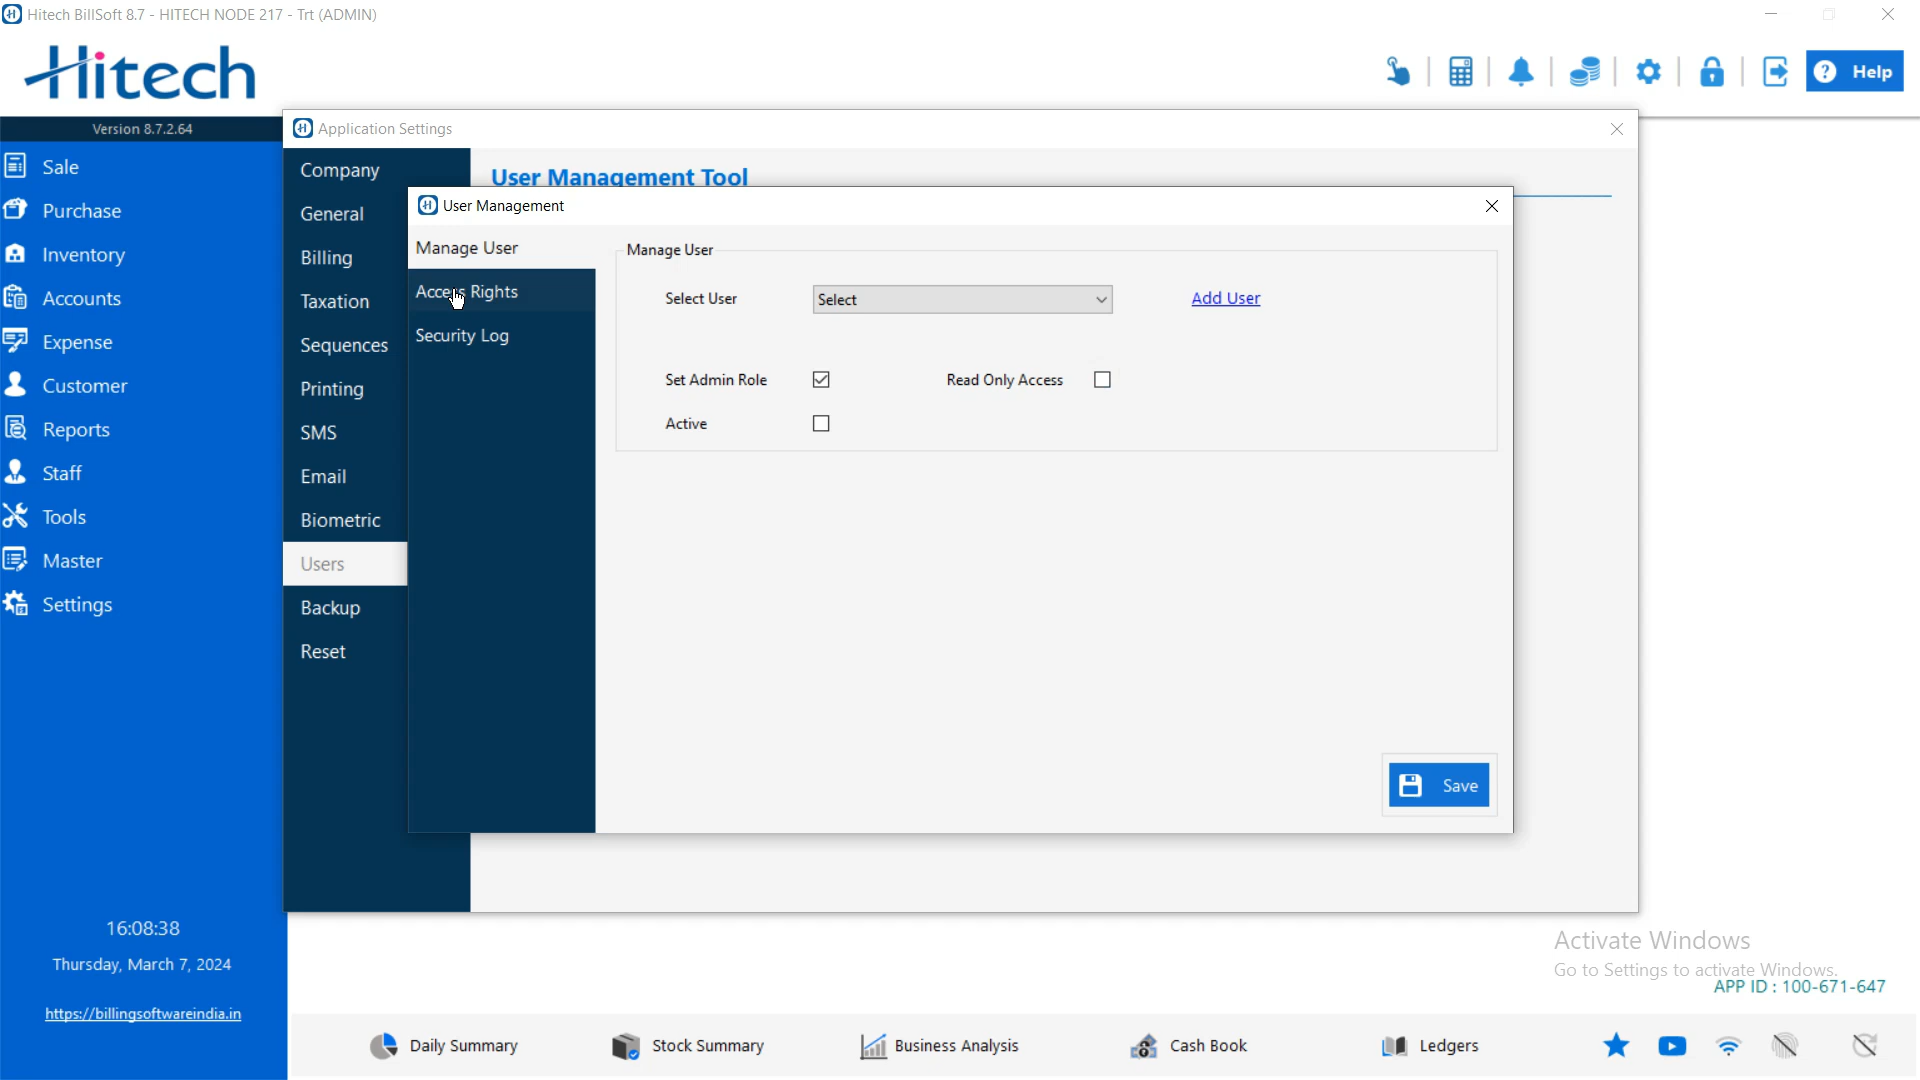 Hitech BillSoft 8.7 - HITECH NODE 217 - Trt (ADMIN)
Hitech
Help
Version 8.7.2.64
Sale
Purchase
Inventory
Accounts
Expense
Customer
Reports
Staff
Tools
Master
Settings
16:08:38
Thursday, March 7, 2024
https://billingsoftwareindia.in
Application Settings
Company
General
Billing
Taxation
Sequences
Printing
SMS
Email
Biometric
Users
Backup
Reset
User Management Tool
User Management
Manage User
Access Rights
Security Log
Manage User
Select User
Select
Add User
Set Admin Role
Read Only Access
Active
Save
Activate Windows
Go to Settings to activate Windows.
APP ID : 100-671-647
Daily Summary
Stock Summary
Business Analysis
Cash Book
Ledgers